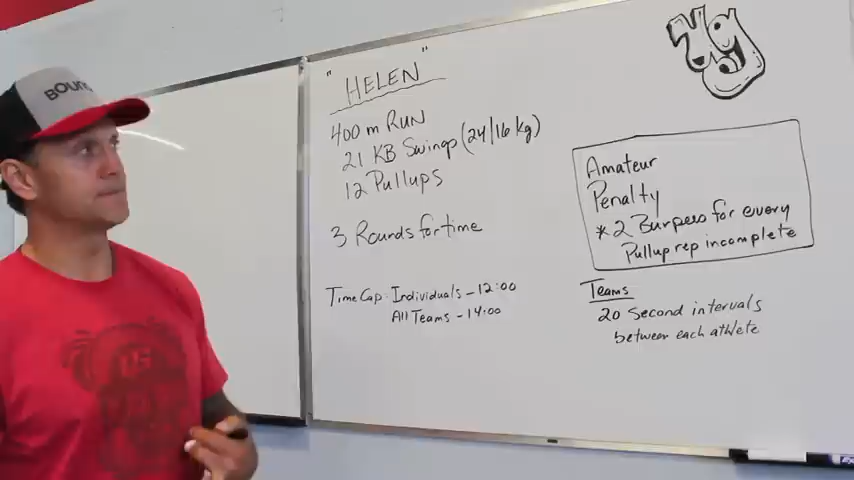 BOUN
"HELEN"
400m RUN
21 KB Swings (24/16 kg)
12 Pullups
3 Rounds for time
Time Cap: Individuals - 12:00
All Teams - 14:00
Amateur
Penalty
*2 Burpees for every
Pullup rep incomplete
Teams
20 Second intervals
between each athlete